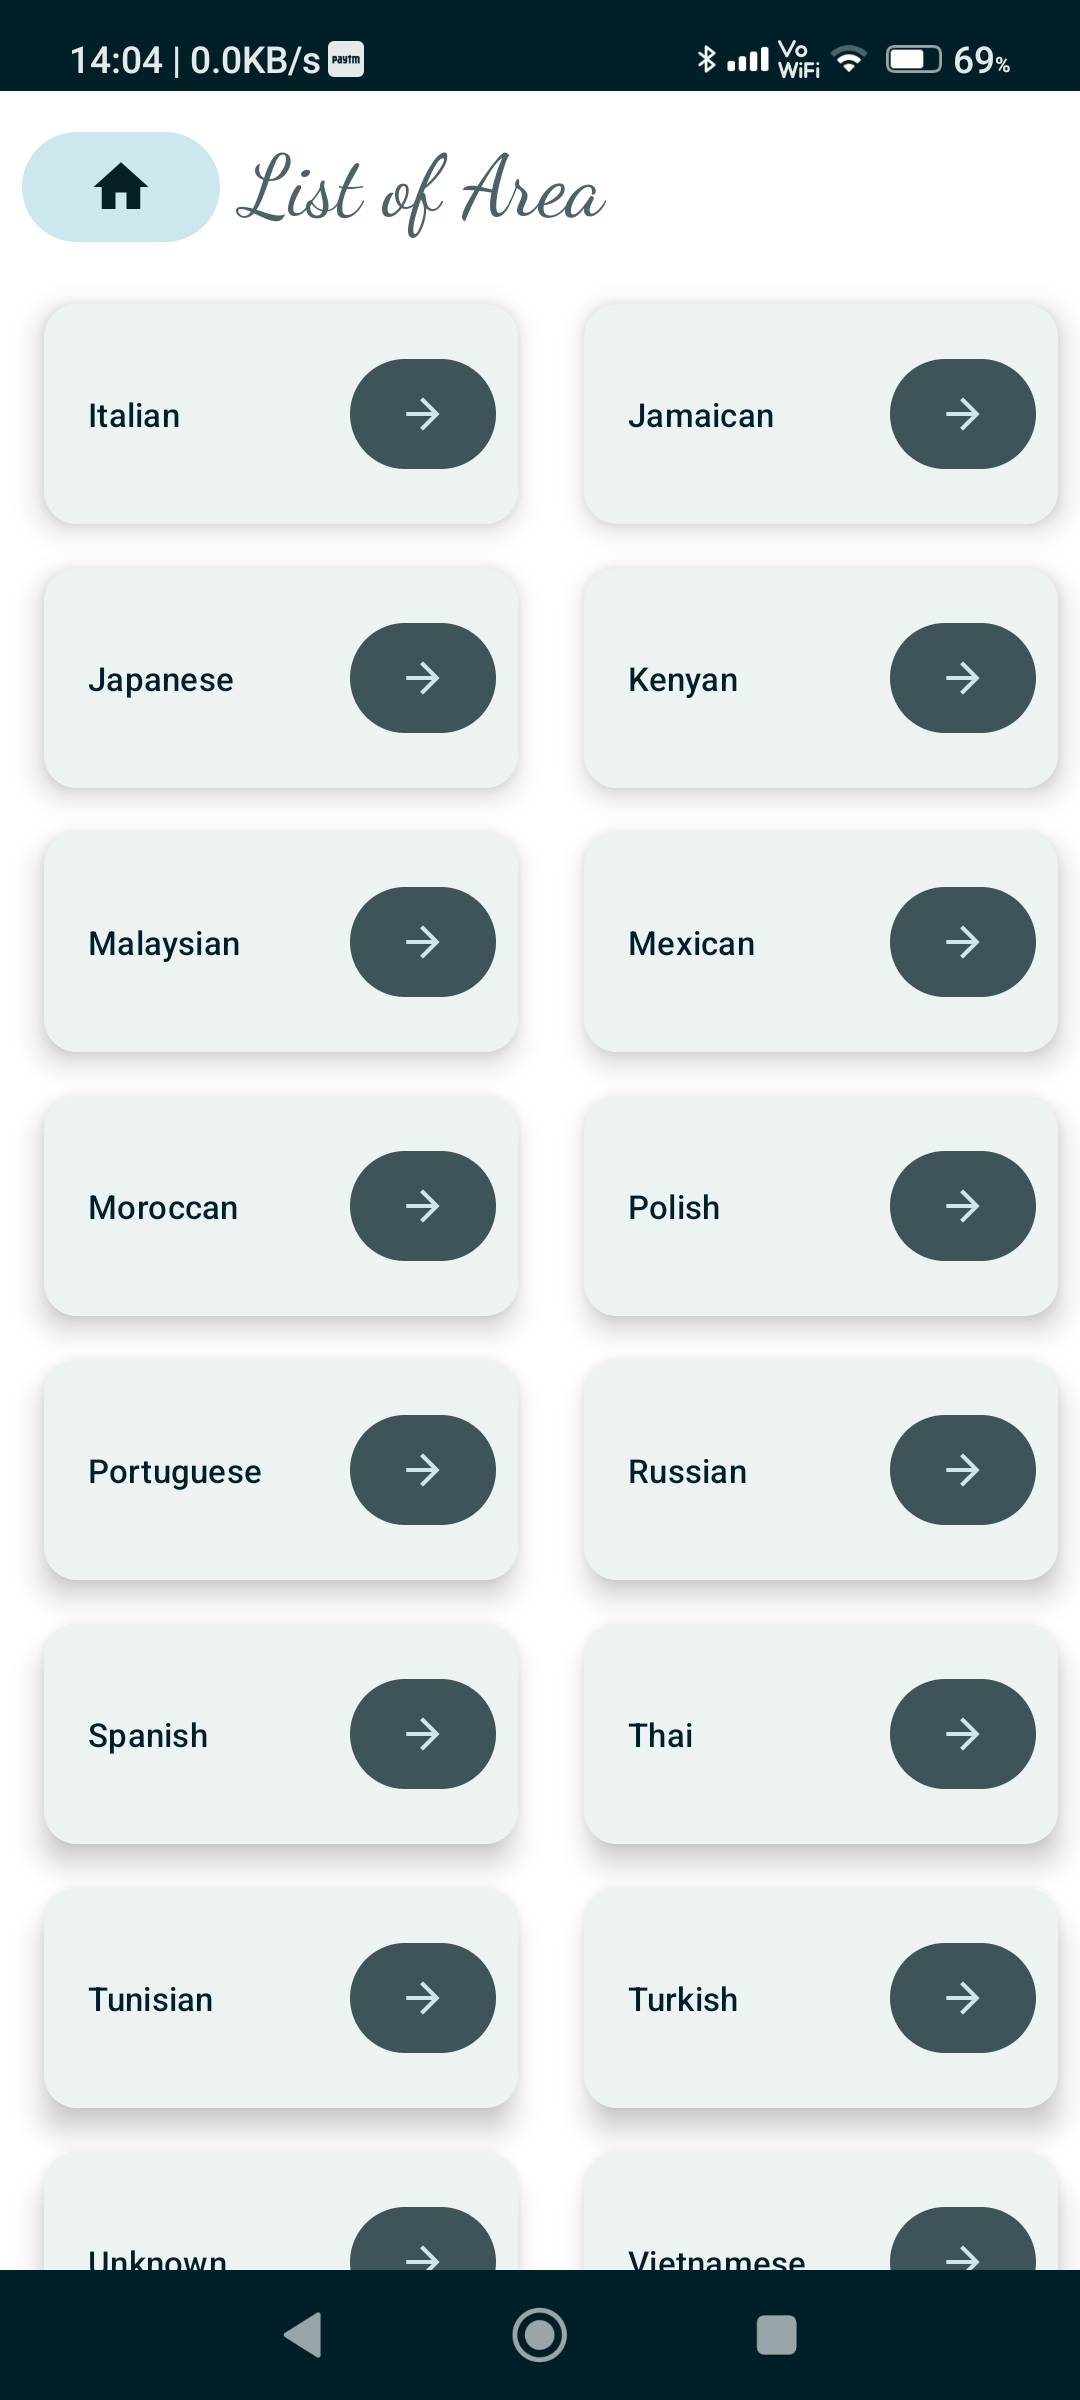 14:04 | 0.0KB/s paytm Vo WiFi 69%
List of Area
Italian Jamaican
Japanese Kenyan
Malaysian Mexican
Moroccan Polish
Portuguese Russian
Spanish Thai
Tunisian Turkish
Unknown Vietnamese